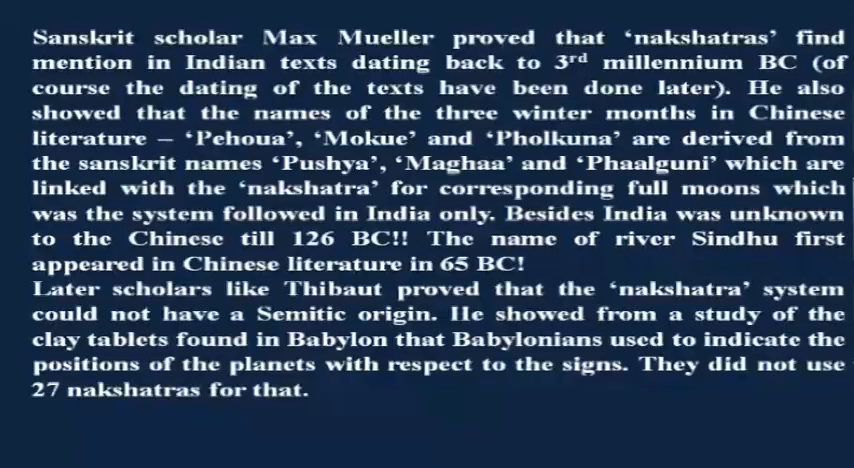 Sanskrit scholar Max Mueller proved that ‘nakshatras’ find
mention in Indian texts dating back to 3rd millennium BC (of
course the dating of the texts have been done later). He also
showed that the names of the three winter months in Chinese
literature – ‘Pehoua’, ‘Mokue’ and ‘Pholkuna’ are derived from
the sanskrit names ‘Pushya’, ‘Maghaa’ and ‘Phaalguni’ which are
linked with the ‘nakshatra’ for corresponding full moons which
was the system followed in India only. Besides India was unknown
to the Chinese till 126 BC!! The name of river Sindhu first
appeared in Chinese literature in 65 BC!
Later scholars like Thibaut proved that the ‘nakshatra’ system
could not have a Semitic origin. He showed from a study of the
clay tablets found in Babylon that Babylonians used to indicate the
positions of the planets with respect to the signs. They did not use
27 nakshatras for that.